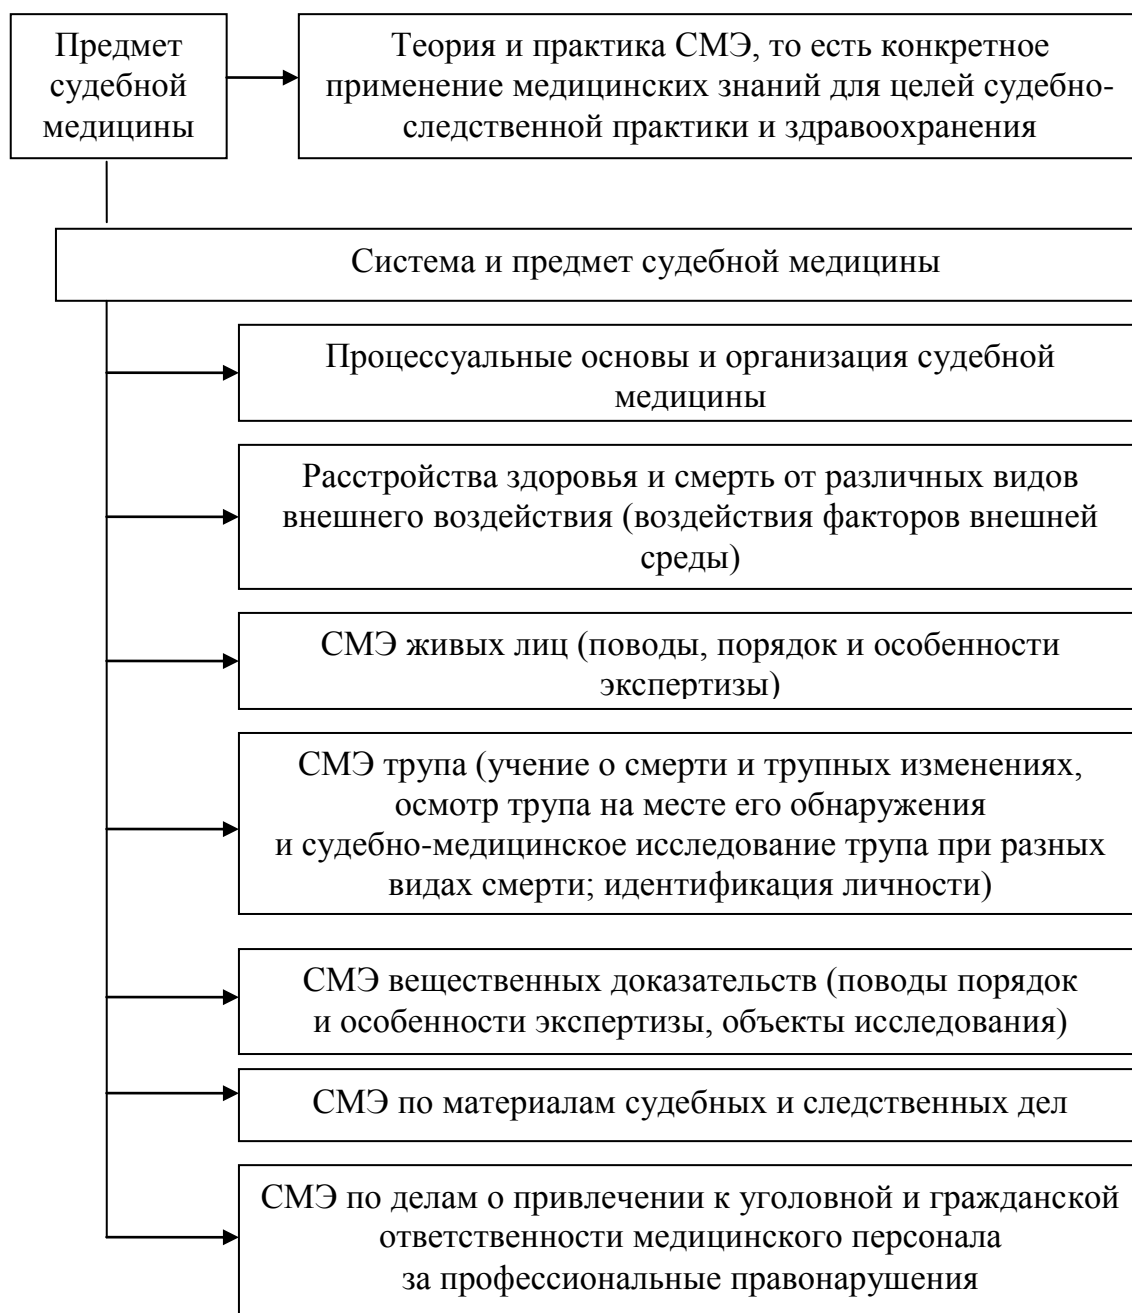 Предмет
судебной
медицины
Теория и практика СМЭ, то есть конкретное
применение медицинских знаний для целей судебно-
следственной практики и здравоохранения
Система и предмет судебной медицины
Процессуальные основы и организация судебной
медицины
Расстройства здоровья и смерть от различных видов
внешнего воздействия (воздействия факторов внешней
среды)
СМЭ живых лиц (поводы, порядок и особенности
экспертизы)
СМЭ трупа (учение о смерти и трупных изменениях,
осмотр трупа на месте его обнаружения
и судебно-медицинское исследование трупа при разных
видах смерти; идентификация личности)
СМЭ вещественных доказательств (поводы порядок
и особенности экспертизы, объекты исследования)
СМЭ по материалам судебных и следственных дел
СМЭ по делам о привлечении к уголовной и гражданской
ответственности медицинского персонала
за профессиональные правонарушения